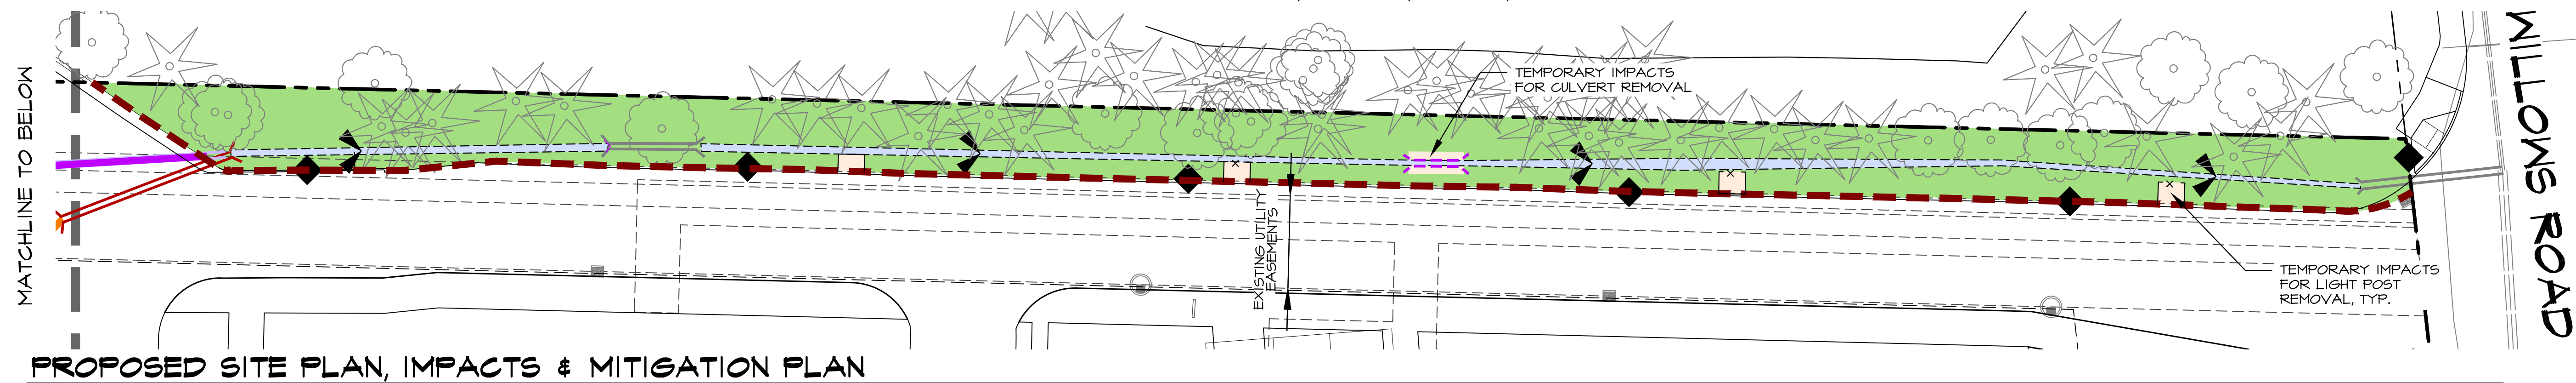 MATCHLINE TO BELOW
TEMPORARY IMPACTS
FOR CULVERT REMOVAL
EXISTING UTILITY
EASEMENTS
TEMPORARY IMPACTS
FOR LIGHT POST
REMOVAL, TYP.
WILLOWS ROAD
PROPOSED SITE PLAN, IMPACTS & MITIGATION PLAN